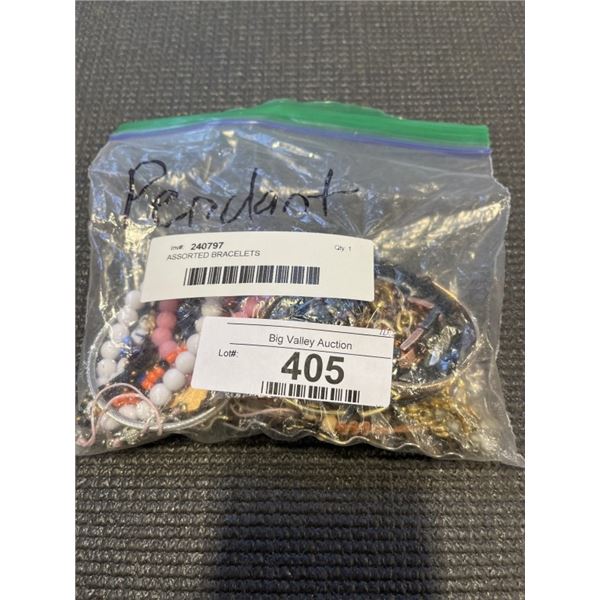 Pendant
Inv#: 240797 Qty: 1
ASSORTED BRACELETS
Big Valley Auction
Lot#: 405